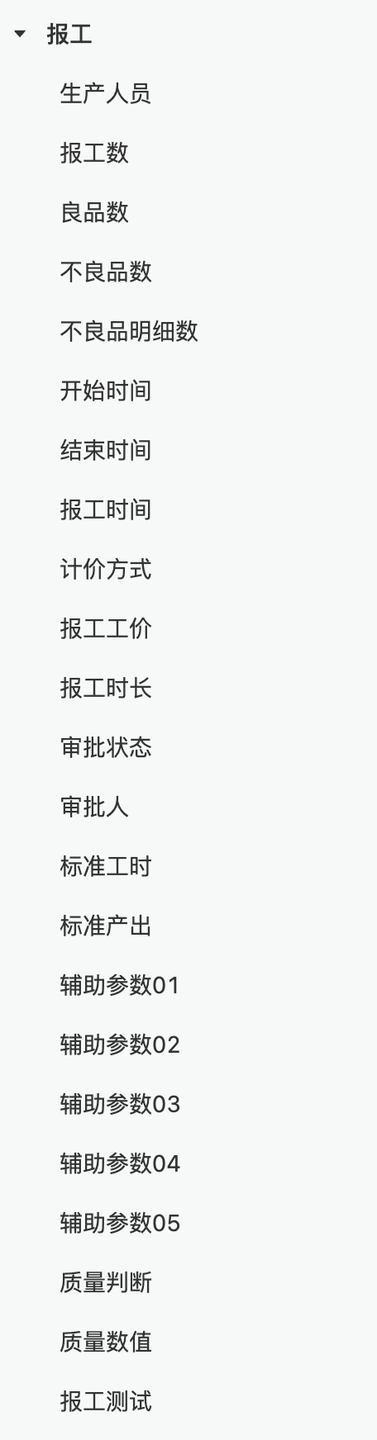 报工
生产人员
报工数
良品数
不良品数
不良品明细数
开始时间
结束时间
报工时间
计价方式
报工工价
报工时长
审批状态
审批人
标准工时
标准产出
辅助参数01
辅助参数02
辅助参数03
辅助参数04
辅助参数05
质量判断
质量数值
报工测试